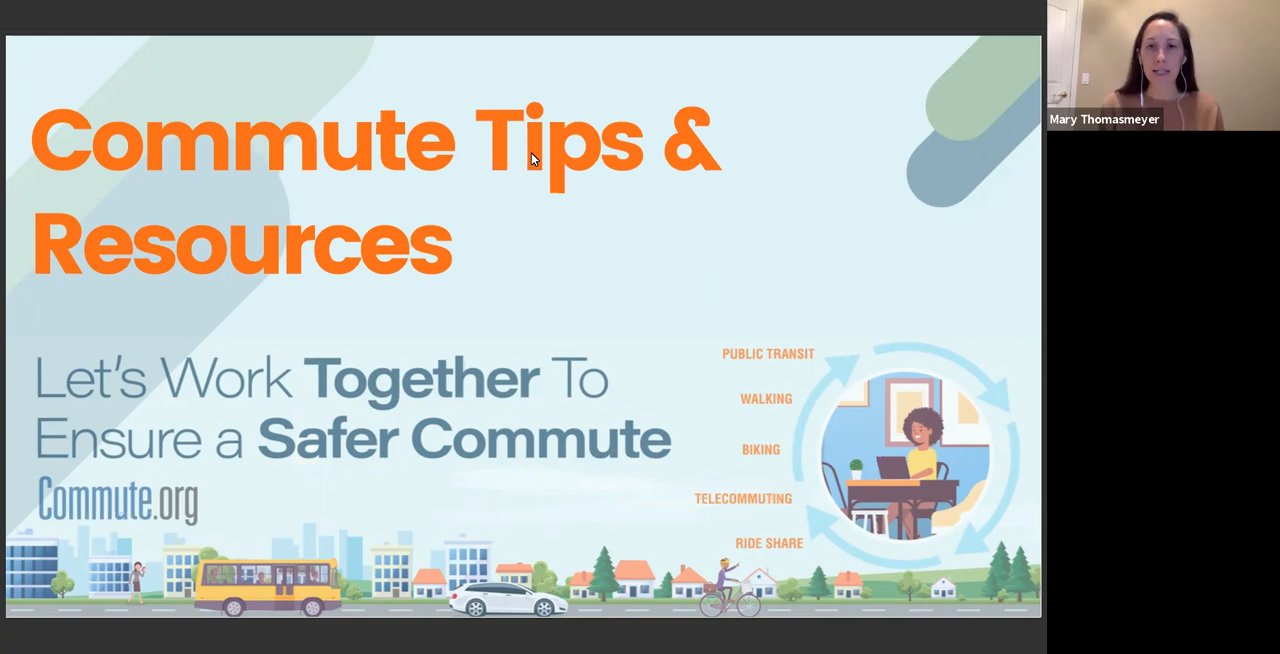 Commute Tips &
Resources
Let's Work Together To
Ensure a Safer Commute
Commute.org
PUBLIC TRANSIT
WALKING
BIKING
TELECOMMUTING
RIDE SHARE
Mary Thomasmeyer